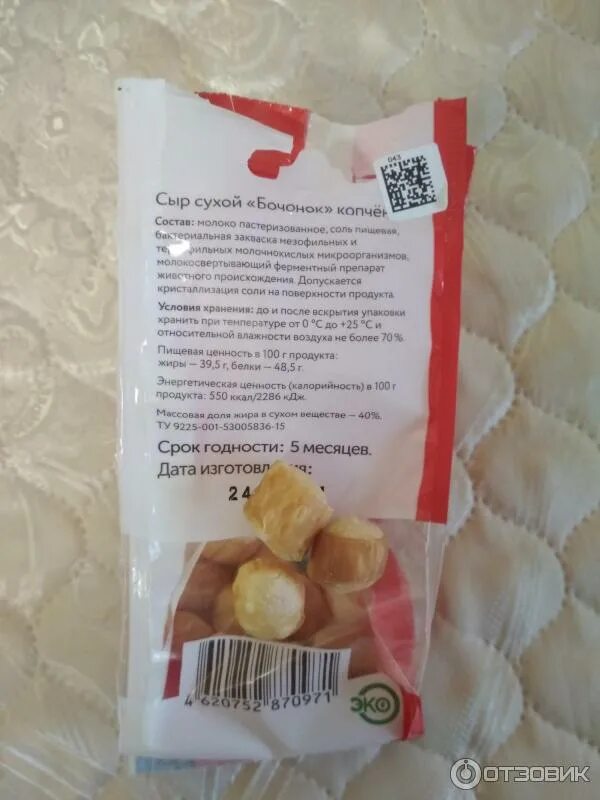 043
Сыр сухой «Бочонок» копчён
Состав: молоко пастеризованное, соль пищевая,
бактериальная закваска мезофильных и
фильных молочнокислых микроорганизмов,
молокосвертывающий ферментный препарат
животного происхождения. Допускается
кристаллизация соли на поверхности продукта.
Условия хранения: до и после вскрытия упаковки
хранить при температуре от 0 °С до +25 °С и
относительной влажности воздуха не более 70%.
Пищевая ценность в 100 г продукта:
жиры — 39,5 г, белки — 48,5 г.
Энергетическая ценность (калорийность) в 100 г
продукта: 550 ккал/2286 кДж.
Массовая доля жира в сухом веществе — 40%.
ТУ 9225-001-53005836-15
Срок годности: 5 месяцев.
Дата изготовления:
24
4 620752 870971
ЭКО
ОТЗОВИК